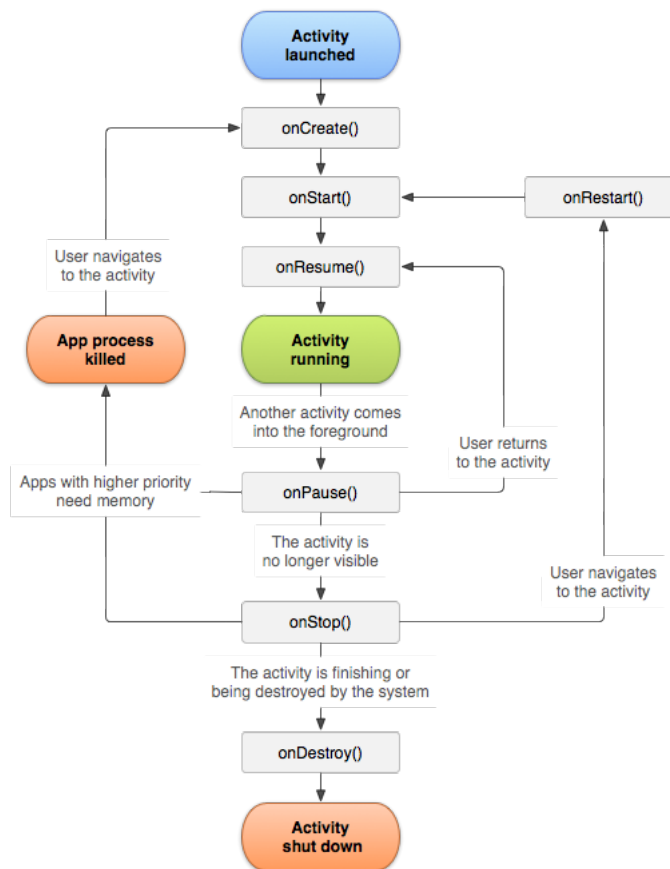 Activity
launched
onCreate()
onStart()
onRestart()
User navigates
to the activity
onResume()
App process
killed
Activity
running
Another activity comes
into the foreground
User returns
to the activity
Apps with higher priority
need memory
onPause()
The activity is
no longer visible
User navigates
to the activity
onStop()
The activity is finishing or
being destroyed by the system
onDestroy()
Activity
shut down